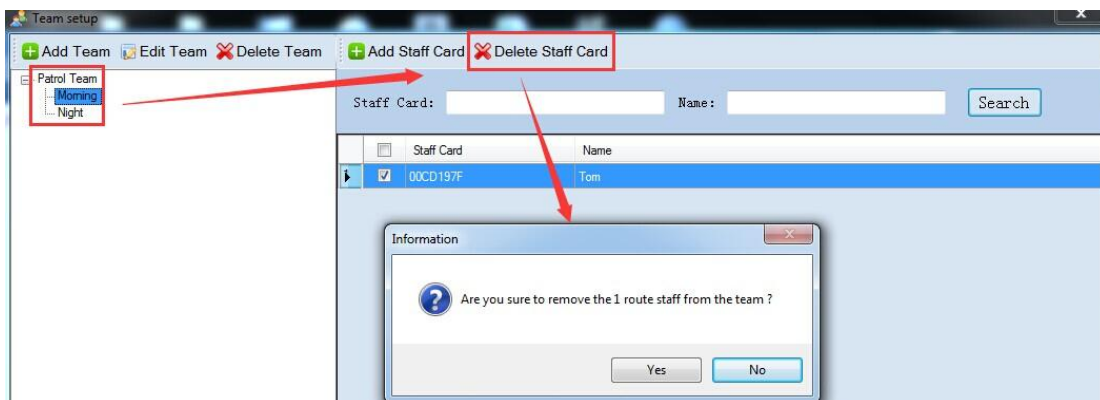 Team setup
Add Team Edit Team Delete Team Add Staff Card Delete Staff Card
Patrol Team
Morning
Night
Staff Card: Name: Search
Staff Card Name
00CD197F Tom
Information
Are you sure to remove the 1 route staff from the team ?
Yes No